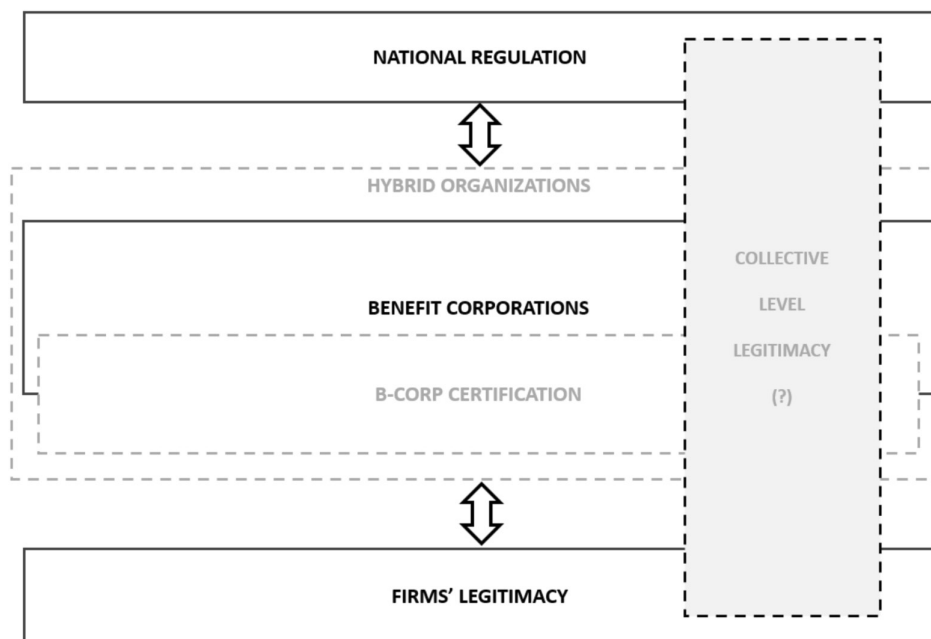 NATIONAL REGULATION
HYBRID ORGANIZATIONS
BENEFIT CORPORATIONS
B-CORP CERTIFICATION
COLLECTIVE
LEVEL
LEGITIMACY
(?)
FIRMS’ LEGITIMACY